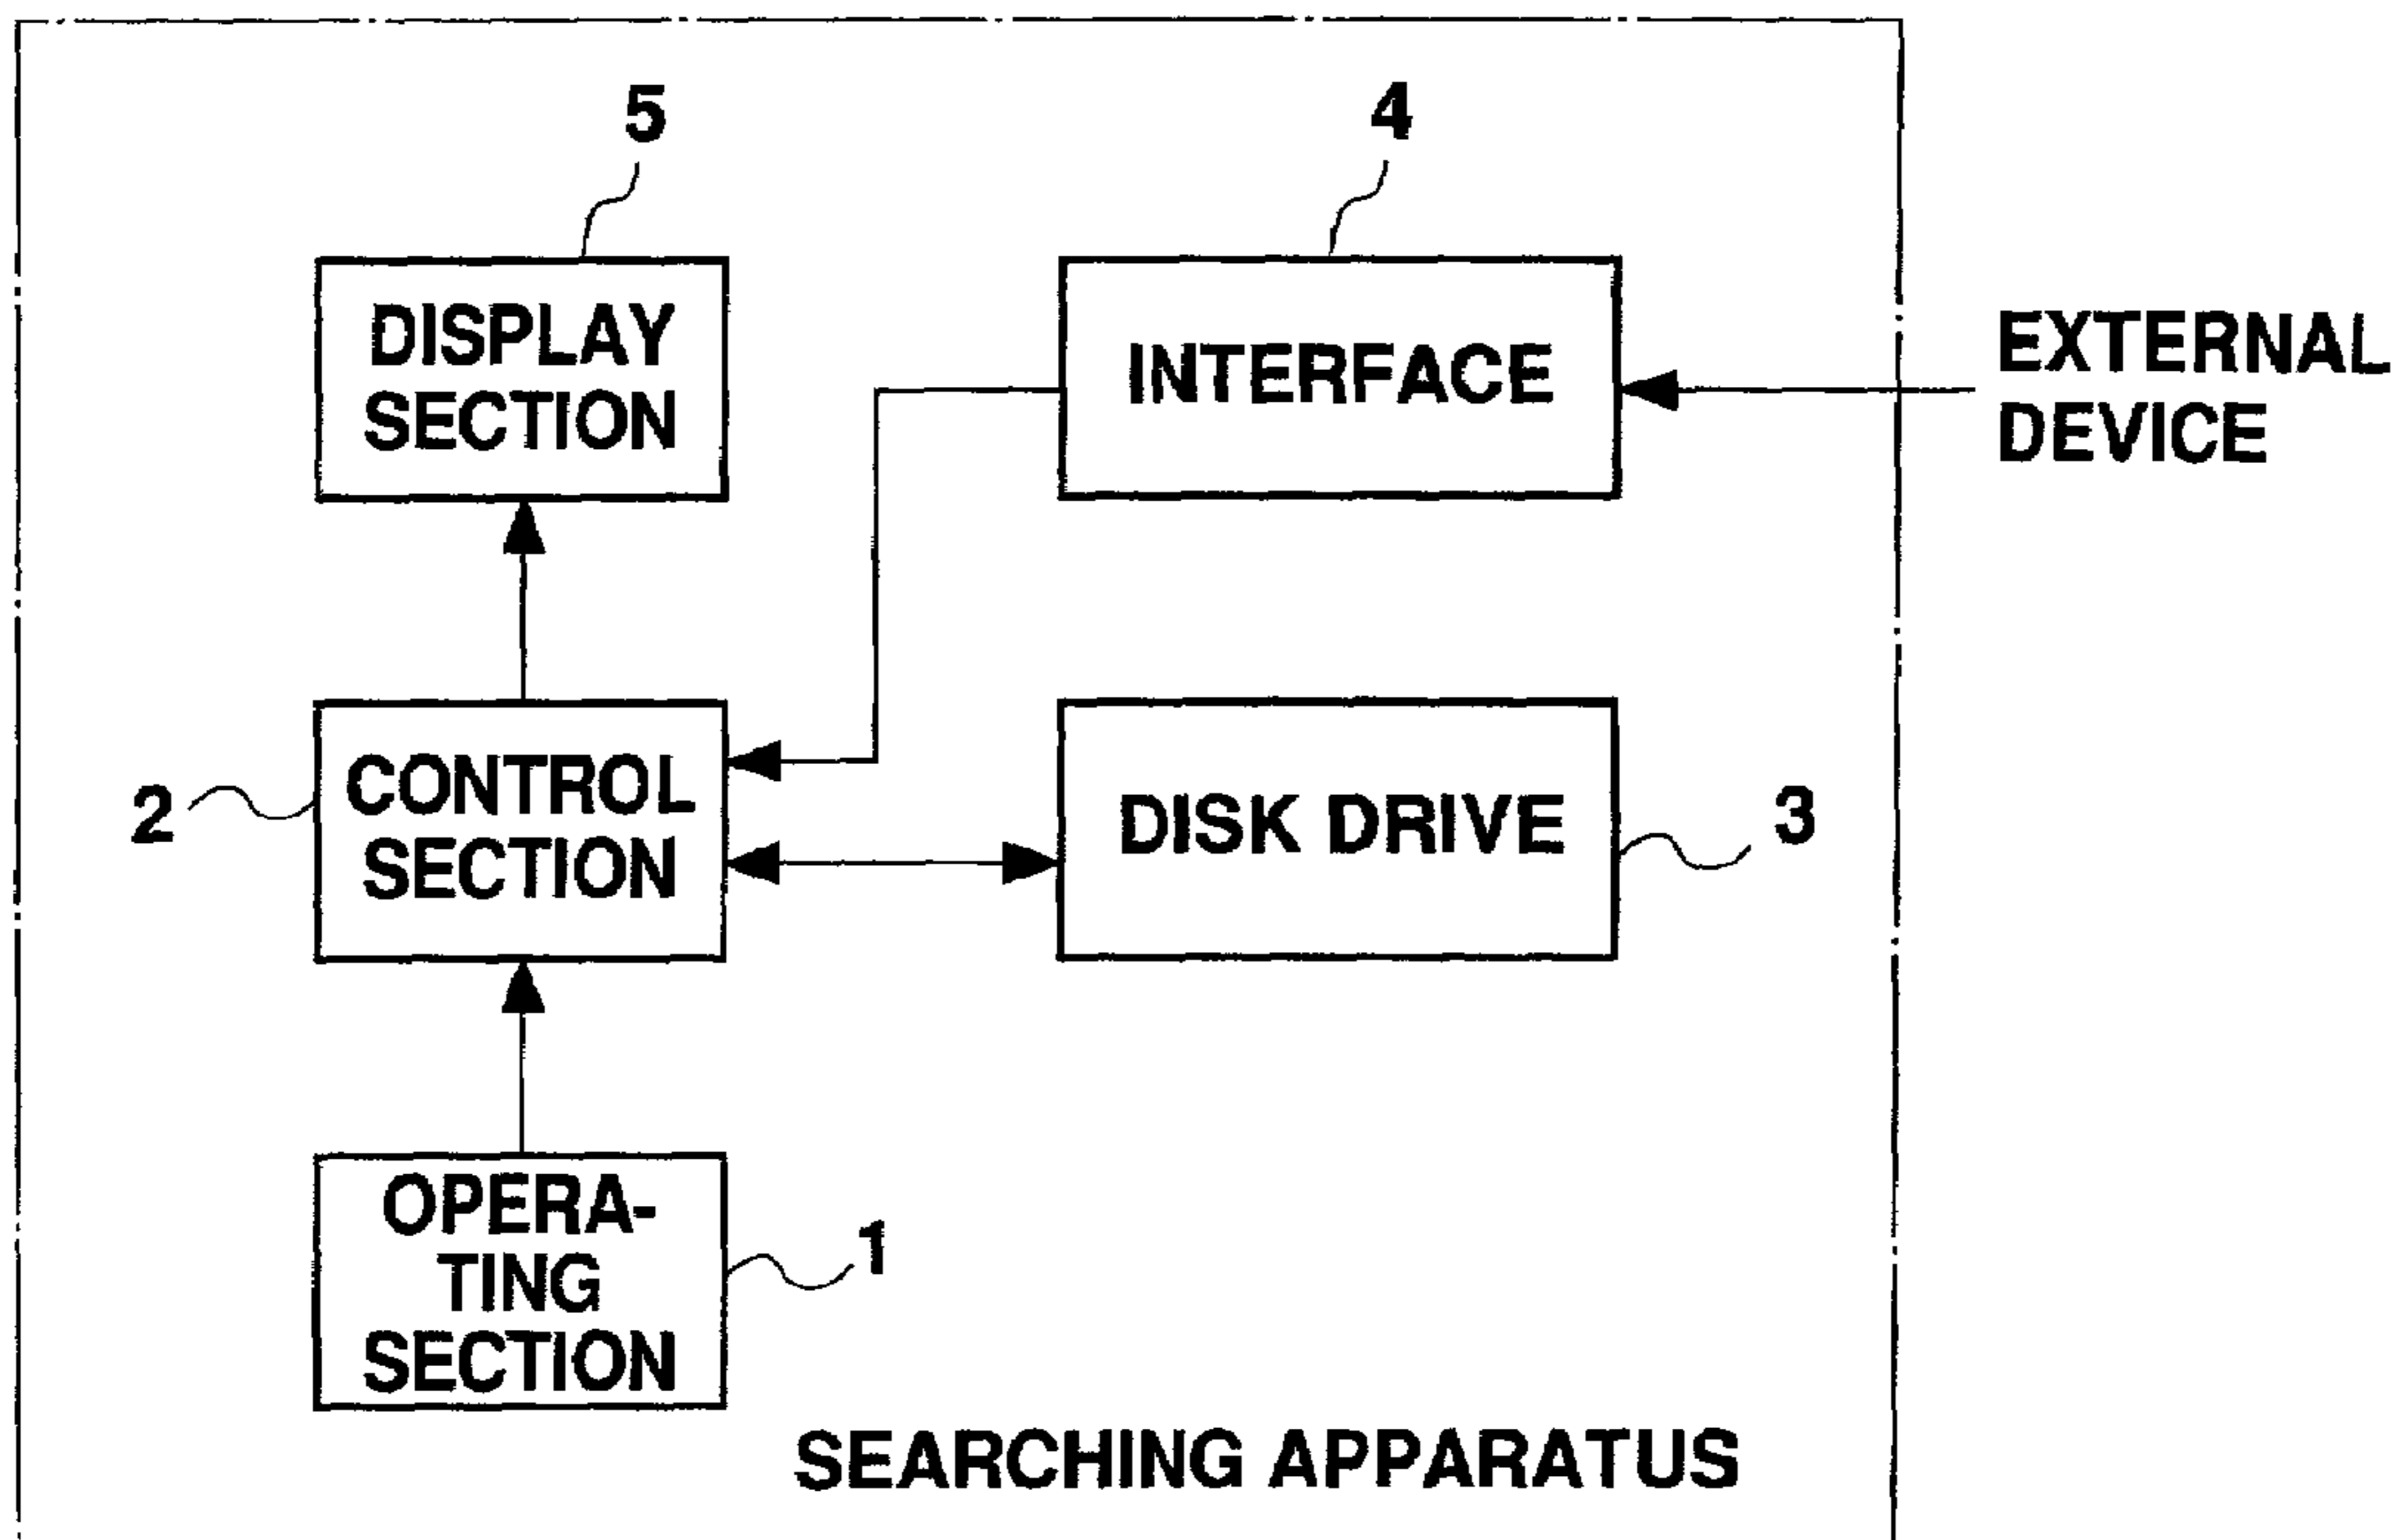 5
4
DISPLAY
SECTION
INTERFACE
EXTERNAL
DEVICE
2
CONTROL
SECTION
DISK DRIVE
3
OPERA-
TING
SECTION
1
SEARCHING APPARATUS